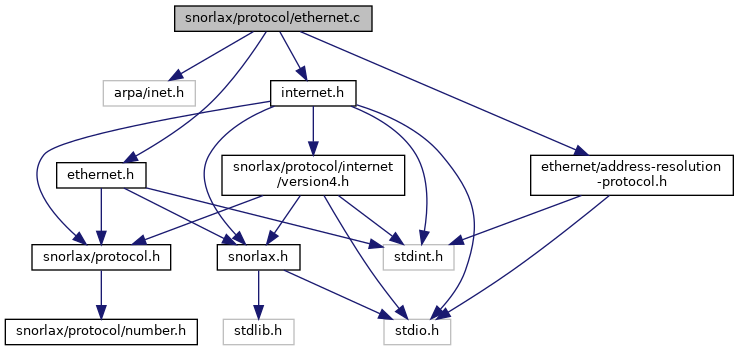 snorlax/protocol/ethernet.c
arpa/inet.h
internet.h
ethernet.h
snorlax/protocol/internet
/version4.h
ethernet/address-resolution
-protocol.h
snorlax/protocol.h
snorlax.h
stdint.h
snorlax/protocol/number.h
stdlib.h
stdio.h